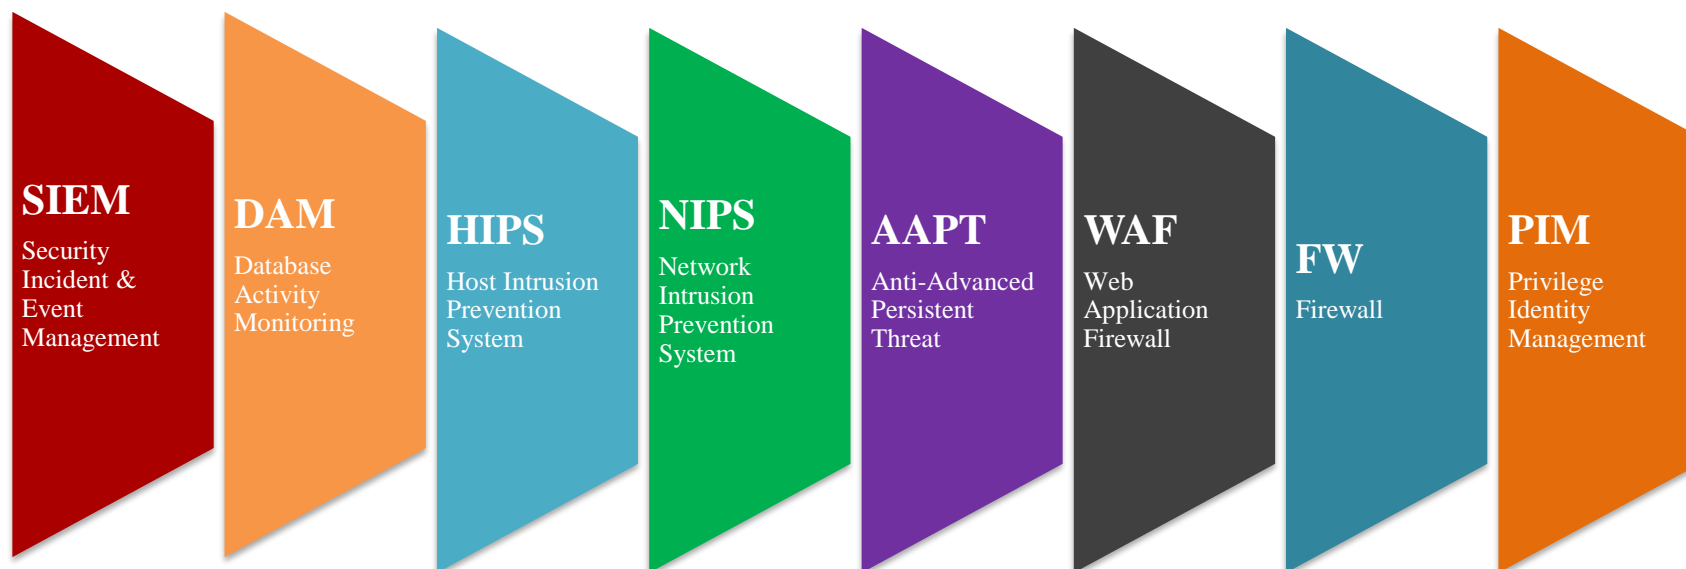 SIEM
Security
Incident &
Event
Management
DAM
Database
Activity
Monitoring
HIPS
Host Intrusion
Prevention
System
NIPS
Network
Intrusion
Prevention
System
AAPT
Anti-Advanced
Persistent
Threat
WAF
Web
Application
Firewall
FW
Firewall
PIM
Privilege
Identity
Management